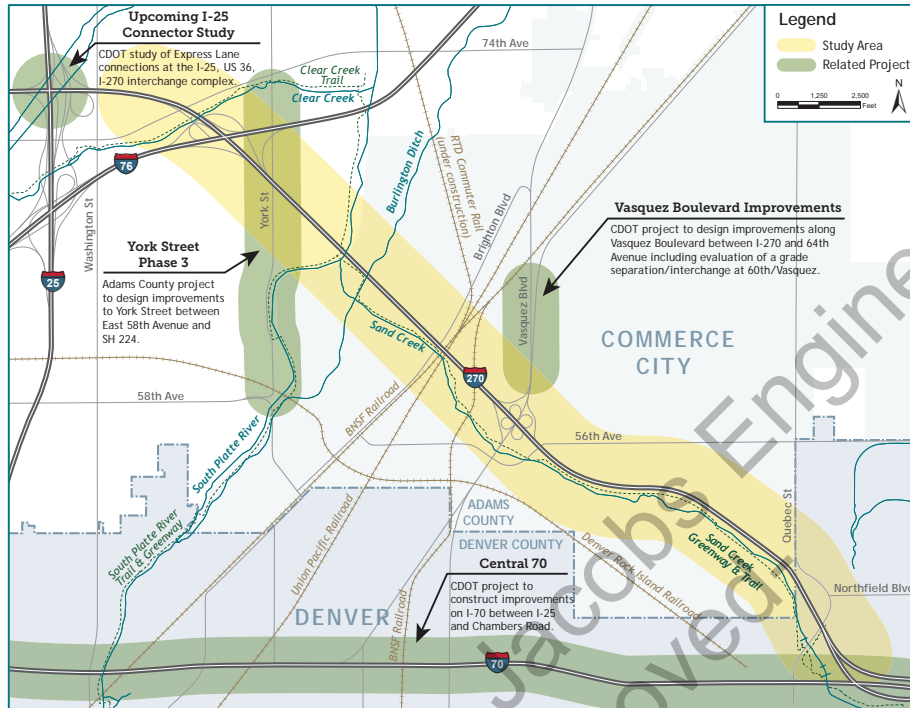 Upcoming I-25
Connector Study
CDOT study of Express Lane
connections at the I-25, US 36,
I-270 interchange complex.
Legend
Study Area
Related Project
0 1,250 2,500
Feet
N
74th Ave
Clear Creek
Trail
Clear Creek
76
Washington St
York St
Burlington Ditch
RTD Commuter Rail
(under construction)
Brighton Blvd
Vasquez Boulevard Improvements
CDOT project to design improvements along
Vasquez Boulevard between I-270 and 64th
Avenue including evaluation of a grade
separation/interchange at 60th/Vasquez.
York Street
Phase 3
Adams County project
to design improvements
to York Street between
East 58th Avenue and
SH 224.
25
Vasquez Blvd
Sand Creek
COMMERCE
CITY
270
58th Ave
BNSF Railroad
56th Ave
South Platte River
South Platte River
Trail & Greenway
Union Pacific Railroad
ADAMS
COUNTY
DENVER COUNTY
Quebec St
Sand Creek
Greenway & Trail
Denver Rock Island Railroad
Central 70
CDOT project to
construct improvements
on I-70 between I-25
and Chambers Road.
Northfield Blvd
DENVER
BNSF Railroad
70
Jacobs Engine